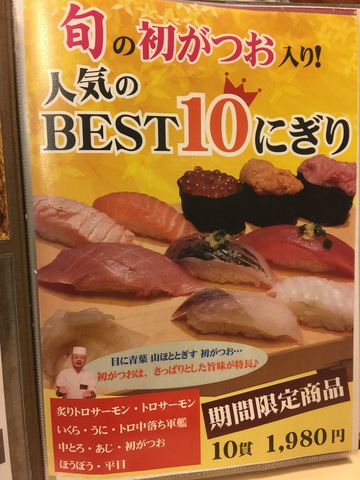 旬の初がつお入り!
人気の
BEST10にぎり
目に青葉 山ほととぎす 初がつお…
初がつおは、さっぱりとした旨味が特長♪
炙りトロサーモン・トロサーモン
いくら・うに・トロ中落ち軍艦
中とろ・あじ・初がつお
ほうぼう・平目
期間限定商品
10貫 1,980円